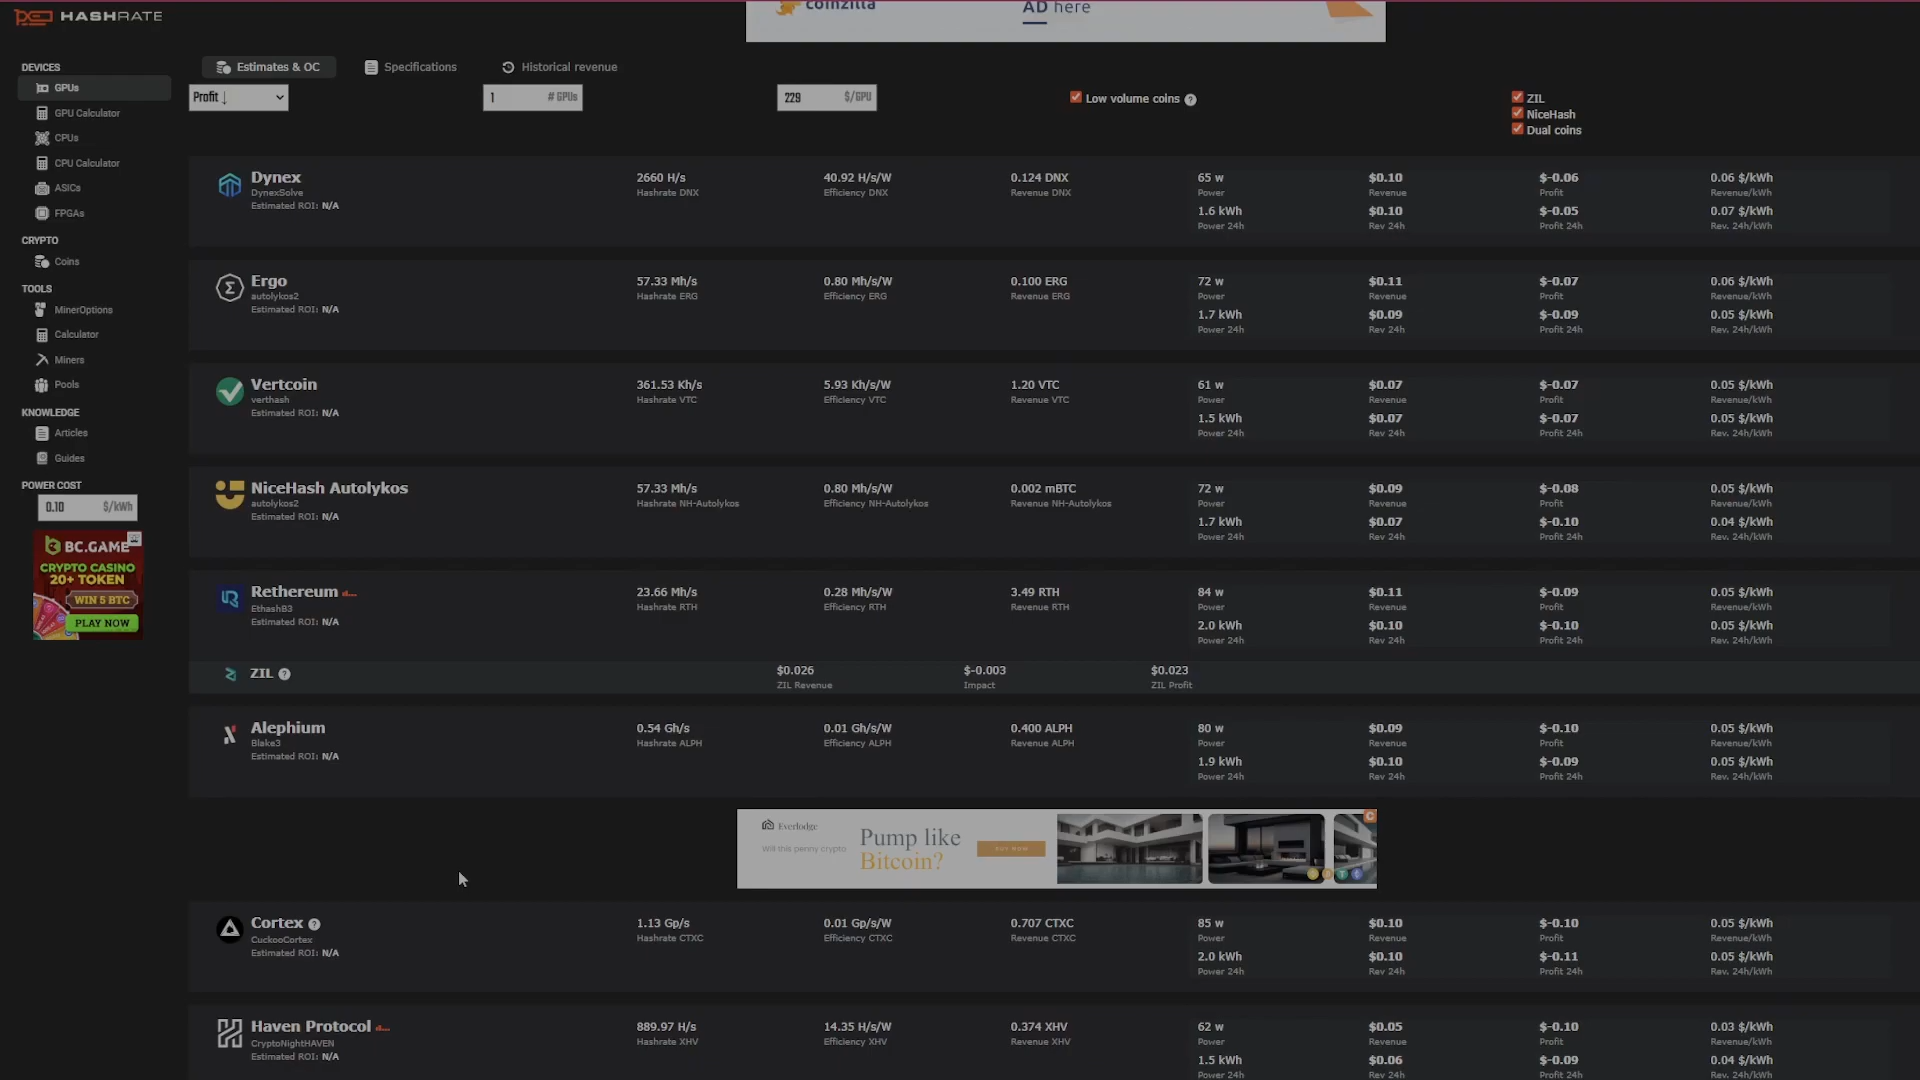 HASHRATE
coinzilla
AD here
DEVICES
GPUs
GPU Calculator
CPUs
CPU Calculator
ASICs
FPGAs
CRYPTO
Coins
TOOLS
MinerOptions
Calculator
Miners
Pools
KNOWLEDGE
Articles
Guides
POWER COST
0.10 $/kWh
BC.GAME
CRYPTO CASINO
20+ TOKEN
WIN 5 BTC
PLAY NOW
Estimates & OC Specifications Historical revenue
Profit ↓ 1 # GPUs 229 $/GPU Low volume coins ? ZIL
NiceHash
Dual coins
Dynex 2660 H/s 40.92 H/s/W 0.124 DNX 65 w $0.10 $-0.06 0.06 $/kWh
DynexSolve Hashrate DNX Efficiency DNX Revenue DNX Power Revenue Profit Revenue/kWh
Estimated ROI: N/A 1.6 kWh $0.10 $-0.05 0.07 $/kWh
Power 24h Rev 24h Profit 24h Rev. 24h/kWh
Ergo 57.33 Mh/s 0.80 Mh/s/W 0.100 ERG 72 w $0.11 $-0.07 0.06 $/kWh
autolykos2 Hashrate ERG Efficiency ERG Revenue ERG Power Revenue Profit Revenue/kWh
Estimated ROI: N/A 1.7 kWh $0.09 $-0.09 0.05 $/kWh
Power 24h Rev 24h Profit 24h Rev. 24h/kWh
Vertcoin 361.53 Kh/s 5.93 Kh/s/W 1.20 VTC 61 w $0.07 $-0.07 0.05 $/kWh
verthash Hashrate VTC Efficiency VTC Revenue VTC Power Revenue Profit Revenue/kWh
Estimated ROI: N/A 1.5 kWh $0.07 $-0.07 0.05 $/kWh
Power 24h Rev 24h Profit 24h Rev. 24h/kWh
NiceHash Autolykos 57.33 Mh/s 0.80 Mh/s/W 0.002 mBTC 72 w $0.09 $-0.08 0.05 $/kWh
autolykos2 Hashrate NH-Autolykos Efficiency NH-Autolykos Revenue NH-Autolykos Power Revenue Profit Revenue/kWh
Estimated ROI: N/A 1.7 kWh $0.07 $-0.10 0.04 $/kWh
Power 24h Rev 24h Profit 24h Rev. 24h/kWh
Rethereum 23.66 Mh/s 0.28 Mh/s/W 3.49 RTH 84 w $0.11 $-0.09 0.05 $/kWh
EthashB3 Hashrate RTH Efficiency RTH Revenue RTH Power Revenue Profit Revenue/kWh
Estimated ROI: N/A 2.0 kWh $0.10 $-0.10 0.05 $/kWh
Power 24h Rev 24h Profit 24h Rev. 24h/kWh
ZIL ? $0.026 $-0.003 $0.023
ZIL Revenue Impact ZIL Profit
Alephium 0.54 Gh/s 0.01 Gh/s/W 0.400 ALPH 80 w $0.09 $-0.10 0.05 $/kWh
Blake3 Hashrate ALPH Efficiency ALPH Revenue ALPH Power Revenue Profit Revenue/kWh
Estimated ROI: N/A 1.9 kWh $0.10 $-0.09 0.05 $/kWh
Power 24h Rev 24h Profit 24h Rev. 24h/kWh
Everlodge
Will this penny crypto
Pump like
Bitcoin?
BUY NOW
Cortex ? 1.13 Gp/s 0.01 Gp/s/W 0.707 CTXC 85 w $0.10 $-0.10 0.05 $/kWh
CuckooCortex Hashrate CTXC Efficiency CTXC Revenue CTXC Power Revenue Profit Revenue/kWh
Estimated ROI: N/A 2.0 kWh $0.10 $-0.11 0.05 $/kWh
Power 24h Rev 24h Profit 24h Rev. 24h/kWh
Haven Protocol 889.97 H/s 14.35 H/s/W 0.374 XHV 62 w $0.05 $-0.10 0.03 $/kWh
CryptoNightHAVEN Hashrate XHV Efficiency XHV Revenue XHV Power Revenue Profit Revenue/kWh
Estimated ROI: N/A 1.5 kWh $0.06 $-0.09 0.04 $/kWh
Power 24h Rev 24h Profit 24h Rev. 24h/kWh